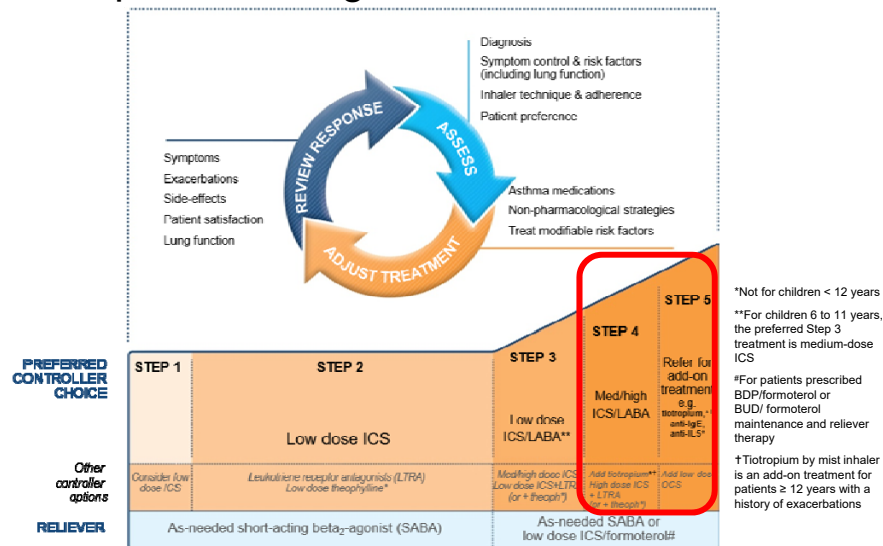 Diagnosis
Symptom control & risk factors
(including lung function)
Inhaler technique & adherence
Patient preference
REVIEW RESPONSE
ASSESS
ADJUST TREATMENT
Symptoms
Exacerbations
Side-effects
Patient satisfaction
Lung function
Asthma medications
Non-pharmacological strategies
Treat modifiable risk factors
PREFERRED
CONTROLLER
CHOICE
STEP 1
STEP 2
Low dose ICS
STEP 3
Low dose
ICS/LABA**
STEP 4
Med/high
ICS/LABA
STEP 5
Refer for
add-on
treatment
e.g.
tiotropium,
anti-IgE,
Other
controller
options
Consider low
dose ICS
Leukotriene receptor antagonists (LTRA)
Low dose theophylline*
Med/high dose ICS
Low dose ICS+LTRA
(or + theoph*)
Add tiotropium
High dose ICS
+ LTRA
(or + theoph*)
Add low dose
OCS
RELIEVER
As-needed short-acting beta2-agonist (SABA)
As-needed SABA or
low dose ICS/formoterol#
*Not for children < 12 years
**For children 6 to 11 years,
the preferred Step 3
treatment is medium-dose
ICS
#For patients prescribed
BDP/formoterol or
BUD/ formoterol
maintenance and reliever
therapy
†Tiotropium by mist inhaler
is an add-on treatment for
patients ≥ 12 years with a
history of exacerbations